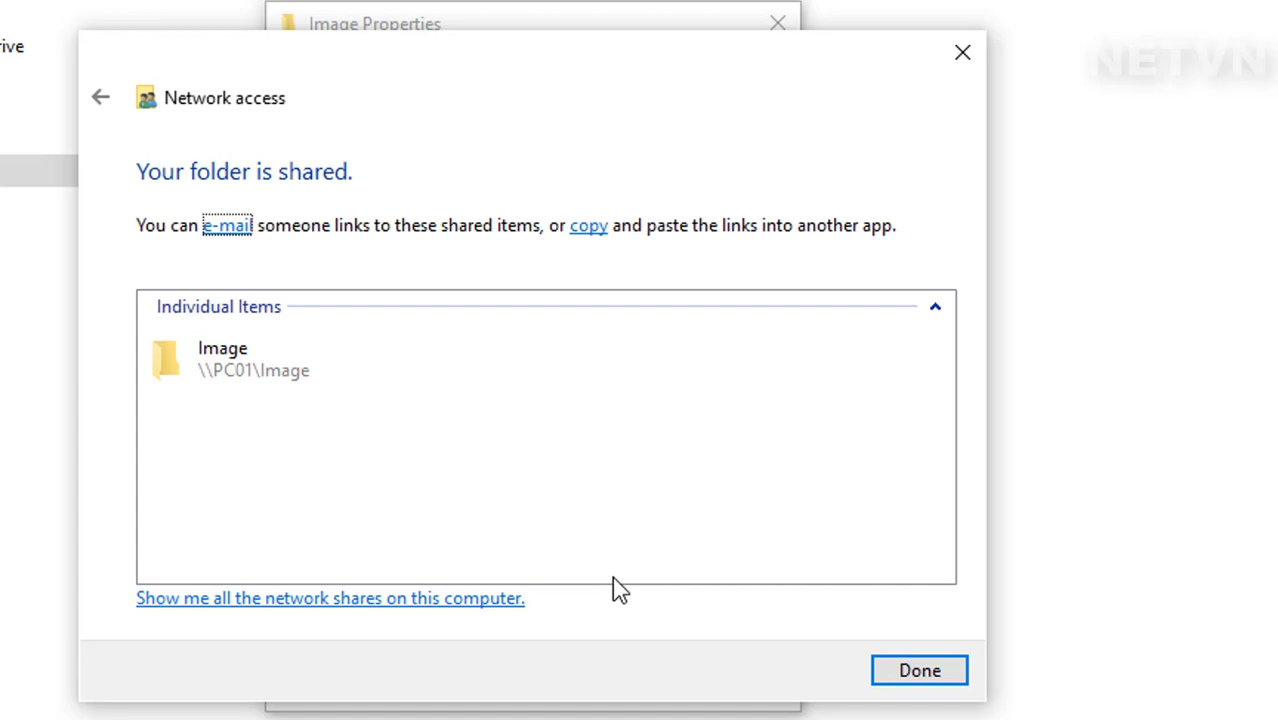 Image Properties
rive
NETVN
Network access
Your folder is shared.
You can e-mail someone links to these shared items, or copy and paste the links into another app.
Individual Items
Image
\\PC01\Image
Show me all the network shares on this computer.
Done